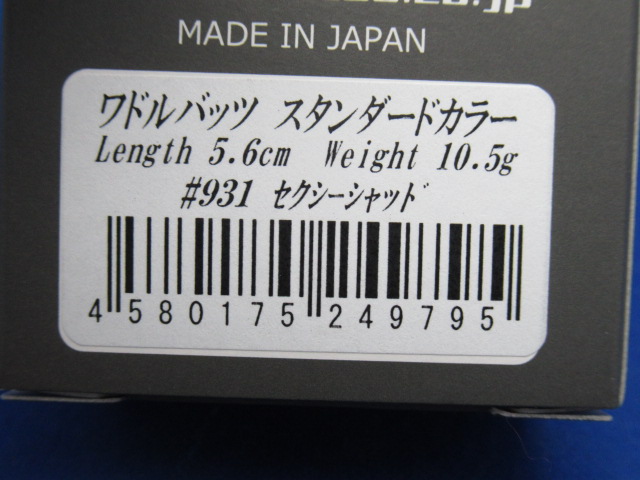 MADE IN JAPAN
ワドルバッツ スタンダードカラー
Length 5.6cm Weight 10.5g
#931 セクシーシャッド
4 580175 249795